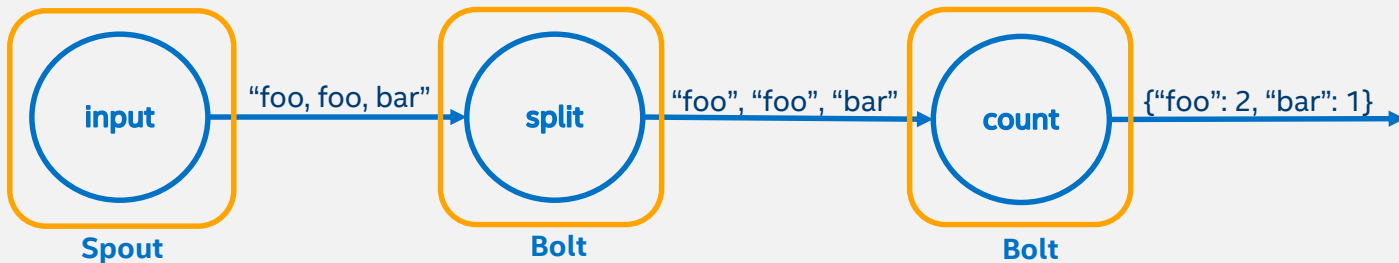 “foo, foo, bar”
“foo”, “foo”, “bar”
{“foo”: 2, “bar”: 1}
input
split
count
Spout
Bolt
Bolt